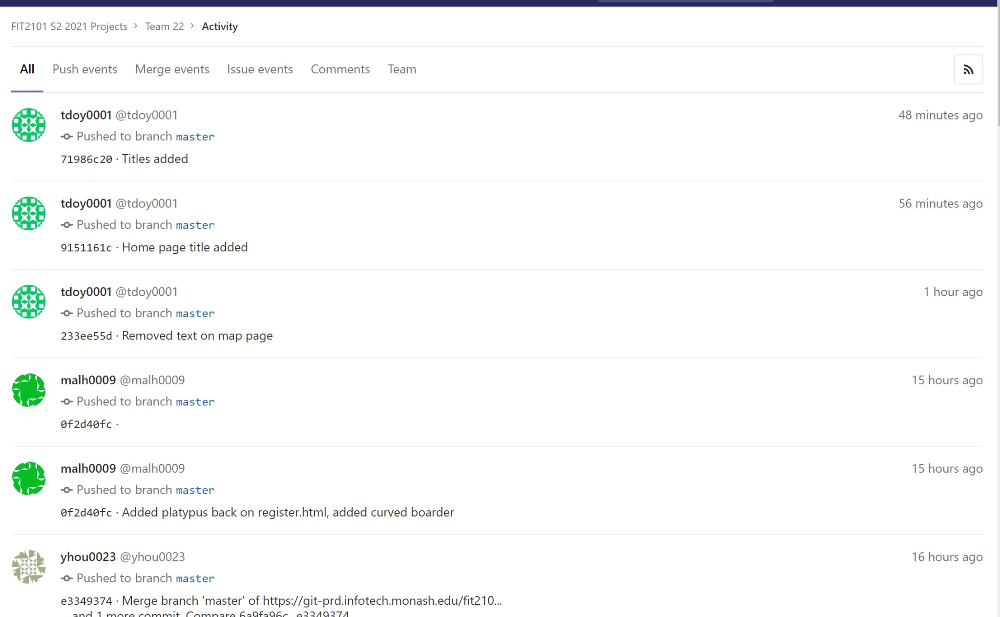 FIT2101 S2 2021 Projects > Team 22 > Activity
All Push events Merge events Issue events Comments Team
tdoy0001 @tdoy0001 48 minutes ago
Pushed to branch master
71986c20 · Titles added
tdoy0001 @tdoy0001 56 minutes ago
Pushed to branch master
9151161c · Home page title added
tdoy0001 @tdoy0001 1 hour ago
Pushed to branch master
233ee55d · Removed text on map page
malh0009 @malh0009 15 hours ago
Pushed to branch master
0f2d40fc ·
malh0009 @malh0009 15 hours ago
Pushed to branch master
0f2d40fc · Added platypus back on register.html, added curved boarder
yhou0023 @yhou0023 16 hours ago
Pushed to branch master
e3349374 · Merge branch 'master' of https://git-prd.infotech.monash.edu/fit210...
and 1 more commit. Compare 6a9fa96c...e3349374